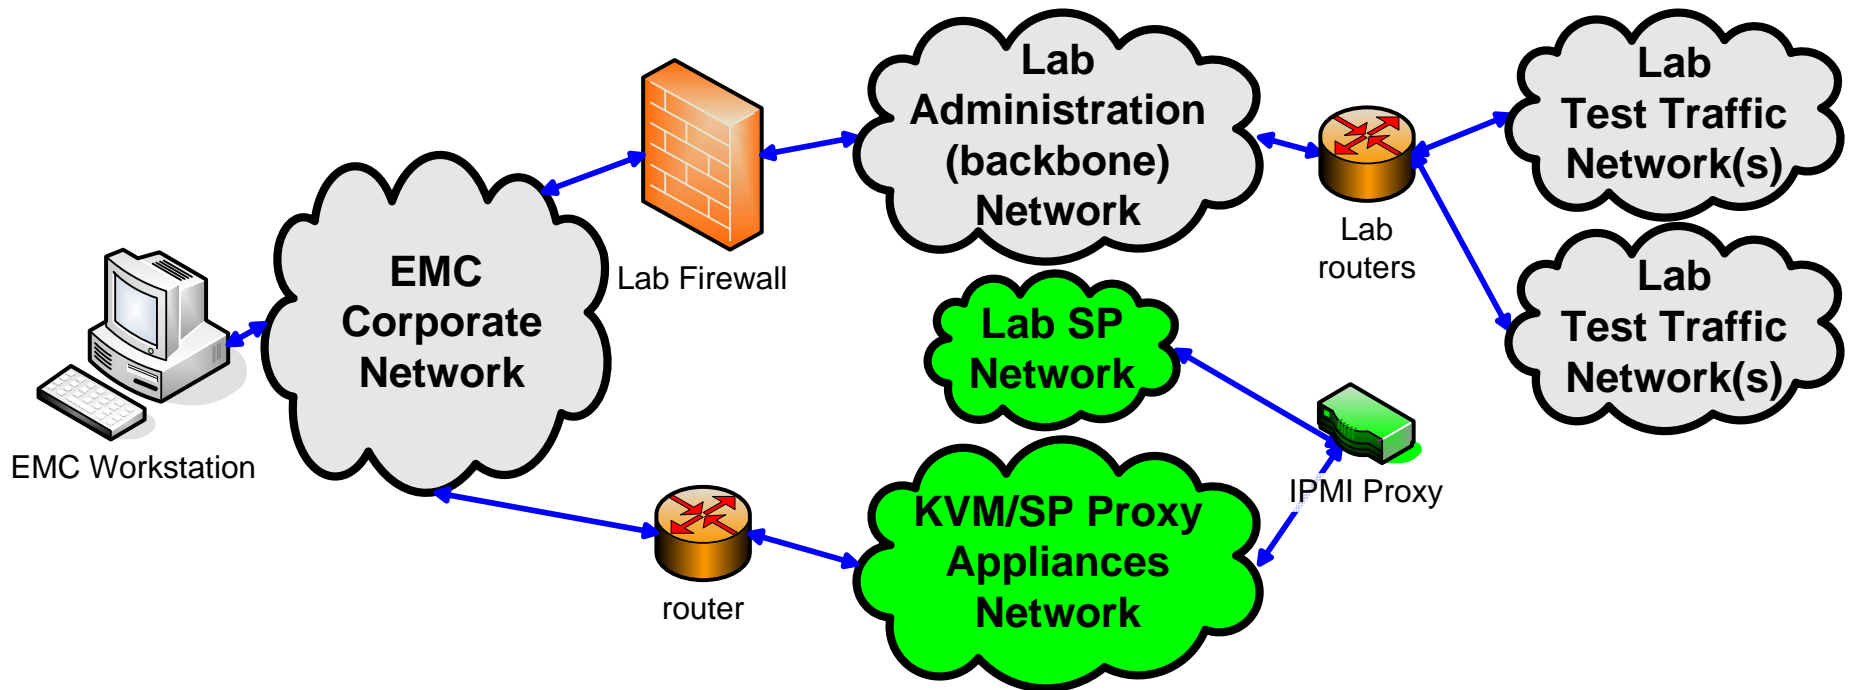 Lab
Administration
(backbone)
Network
Lab
Test Traffic
Network(s)
Lab
routers
Lab Firewall
EMC
Corporate
Network
Lab
Test Traffic
Network(s)
Lab SP
Network
EMC Workstation
IPMI Proxy
KVM/SP Proxy
Appliances
Network
router